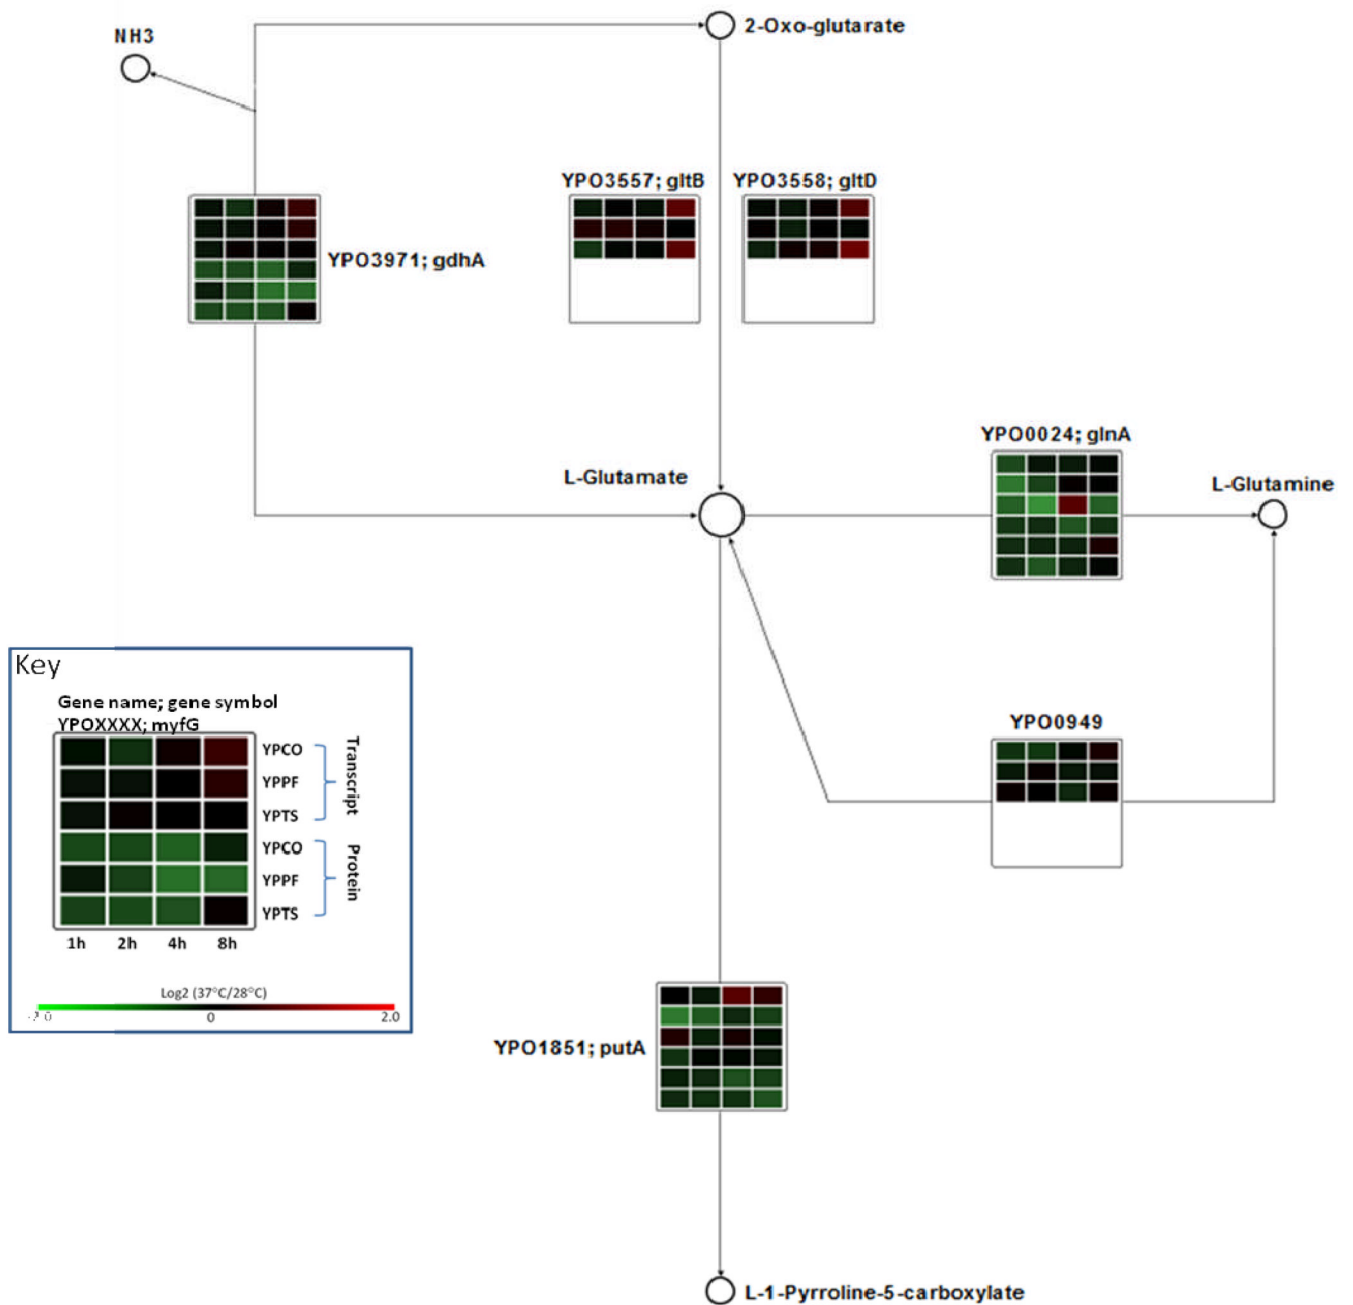 2-Oxo-glutarate
NH3
YPO3557; gltB
YPO3558; gltD
YPO3971; gdhA
YPO0024; glnA
L-Glutamate
L-Glutamine
Key
Gene name; gene symbol
YPOXXXX; myfG
YPCO
YPIPF
YPTS
Transcript
YPCO
YPIPF
YPTS
Protein
1h 2h 4h 8h
Log2 (37°C/28°C)
0 2.0
YPO0949
YPO1851; putA
L-1-Pyrroline-5-carboxylate